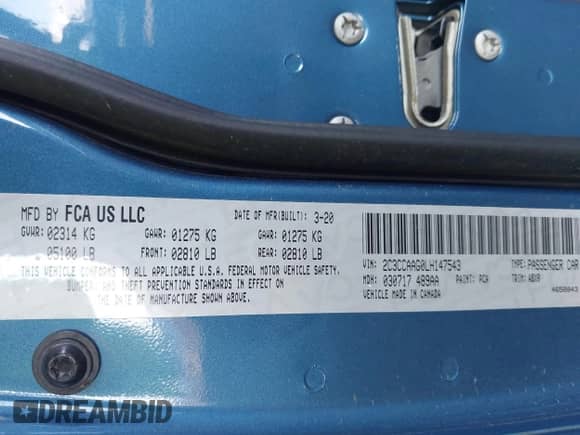 MFD BY FCA US LLC DATE OF MFR(BUILT): 3-20
GVWR: 02314 KG GAWR: 01275 KG GAWR: 01275 KG
05100 LB FRONT: 02810 LB REAR: 02810 LB
THIS VEHICLE CONFORMS TO ALL APPLICABLE U.S.A. FEDERAL MOTOR VEHICLE SAFETY,
BUMPER, AND THEFT PREVENTION STANDARDS IN EFFECT ON
THE DATE OF MANUFACTURE SHOWN ABOVE.
VIN: 2C3CCAAG0LH147543 TYPE: PASSENGER CAR
MDH: 030717 489AA PAINT: PCN TRIM: ABX9
VEHICLE MADE IN CANADA
DREAMBID